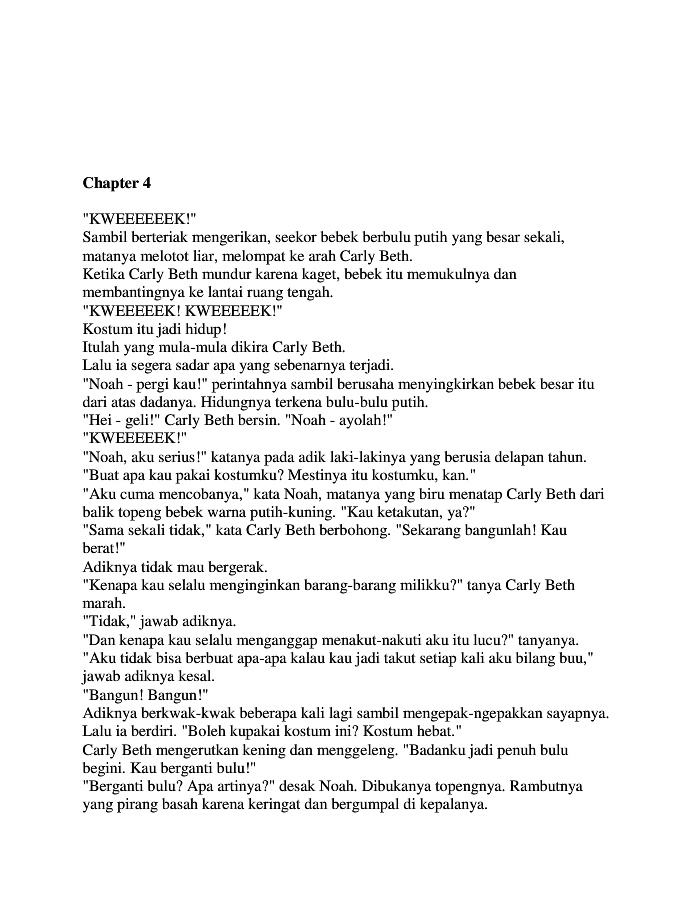 Chapter 4
"KWEEEEEEK!"
Sambil berteriak mengerikan, seekor bebek berbulu putih yang besar sekali,
matanya melotot liar, melompat ke arah Carly Beth.
Ketika Carly Beth mundur karena kaget, bebek itu memukulnya dan
membantingnya ke lantai ruang tengah.
"KWEEEEEK! KWEEEEEK!"
Kostum itu jadi hidup!
Itulah yang mula-mula dikira Carly Beth.
Lalu ia segera sadar apa yang sebenarnya terjadi.
"Noah - pergi kau!" perintahnya sambil berusaha menyingkirkan bebek besar itu
dari atas dadanya. Hidungnya terkena bulu-bulu putih.
"Hei - geli!" Carly Beth bersin. "Noah - ayolah!"
"KWEEEEEK!"
"Noah, aku serius!" katanya pada adik laki-lakinya yang berusia delapan tahun.
"Buat apa kau pakai kostumku? Mestinya itu kostumku, kan."
"Aku cuma mencobanya," kata Noah, matanya yang biru menatap Carly Beth dari
balik topeng bebek warna putih-kuning. "Kau ketakutan, ya?"
"Sama sekali tidak," kata Carly Beth berbohong. "Sekarang bangunlah! Kau
berat!"
Adiknya tidak mau bergerak.
"Kenapa kau selalu menginginkan barang-barang milikku?" tanya Carly Beth
marah.
"Tidak," jawab adiknya.
"Dan kenapa kau selalu menganggap menakut-nakuti aku itu lucu?" tanyanya.
"Aku tidak bisa berbuat apa-apa kalau kau jadi takut setiap kali aku bilang buu,"
jawab adiknya kesal.
"Bangun! Bangun!"
Adiknya berkwak-kwak beberapa kali lagi sambil mengepak-ngepakkan sayapnya.
Lalu ia berdiri. "Boleh kupakai kostum ini? Kostum hebat."
Carly Beth mengerutkan kening dan menggeleng. "Badanku jadi penuh bulu
begini. Kau berganti bulu!"
"Berganti bulu? Apa artinya?" desak Noah. Dibukanya topengnya. Rambutnya
yang pirang basah karena keringat dan bergumpal di kepalanya.